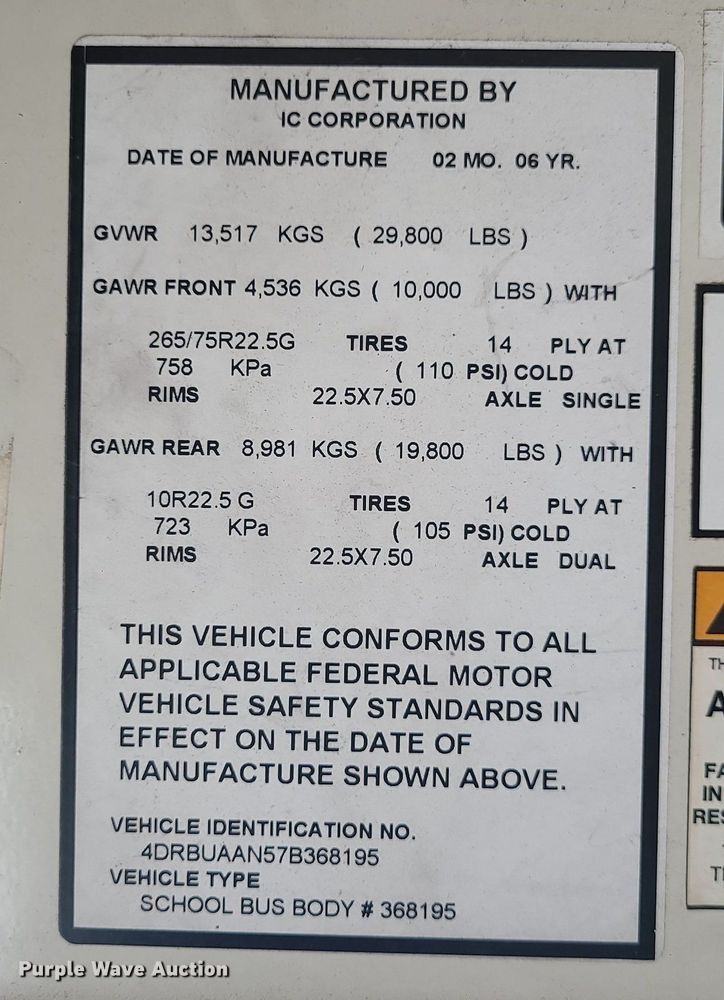 MANUFACTURED BY
IC CORPORATION
DATE OF MANUFACTURE 02 MO. 06 YR.
GVWR 13,517 KGS ( 29,800 LBS )
GAWR FRONT 4,536 KGS ( 10,000 LBS ) WITH
265/75R22.5G TIRES 14 PLY AT
758 KPa ( 110 PSI) COLD
RIMS 22.5X7.50 AXLE SINGLE
GAWR REAR 8,981 KGS ( 19,800 LBS ) WITH
10R22.5 G TIRES 14 PLY AT
723 KPa ( 105 PSI) COLD
RIMS 22.5X7.50 AXLE DUAL
THIS VEHICLE CONFORMS TO ALL
APPLICABLE FEDERAL MOTOR
VEHICLE SAFETY STANDARDS IN
EFFECT ON THE DATE OF
MANUFACTURE SHOWN ABOVE.
VEHICLE IDENTIFICATION NO.
4DRBUAAN57B368195
VEHICLE TYPE
SCHOOL BUS BODY # 368195
Purple Wave Auction